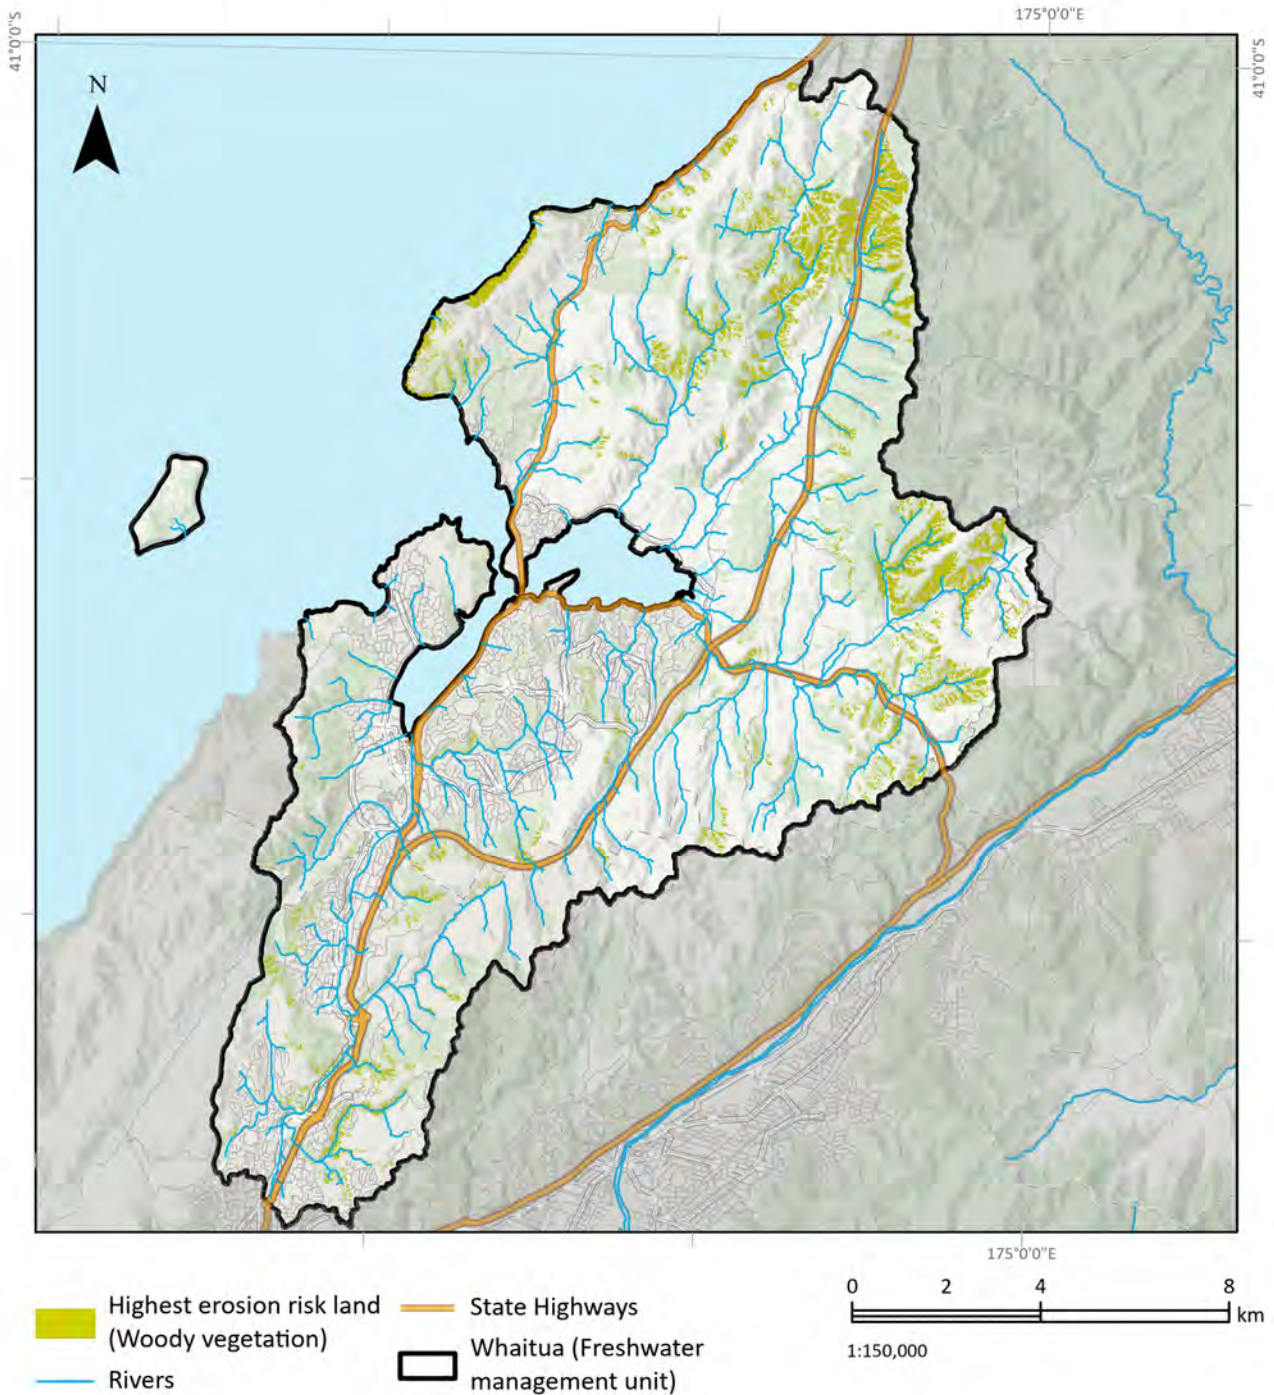 175°0'0"E
41°0'0"S
41°0'0"S
N
175°0'0"E
Highest erosion risk land
(Woody vegetation)
Rivers
State Highways
Whaitua (Freshwater
management unit)
0 2 4 8
km
1:150,000